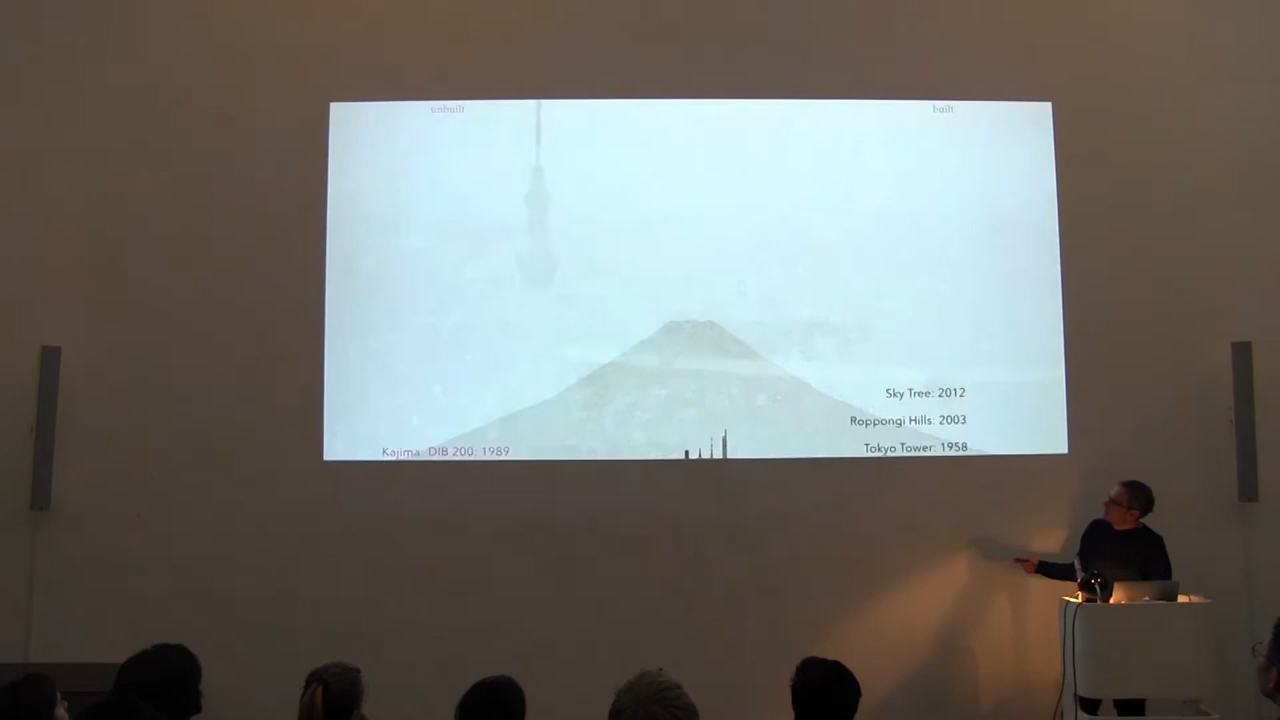 unbuilt
built
Sky Tree: 2012
Roppongi Hills: 2003
Tokyo Tower: 1958
Kajima DIB 200: 1989